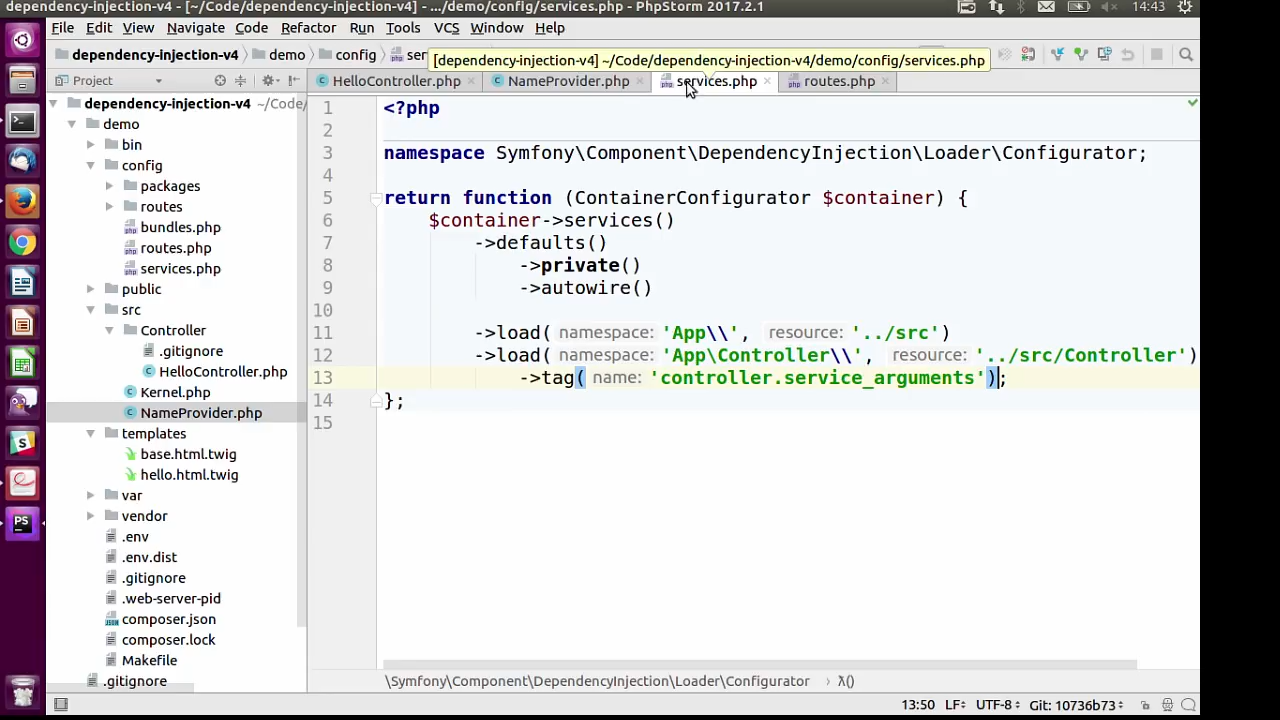 dependency-injection-v4 - [~/Code/dependency-injection-v4] - .../demo/config/services.php - PhpStorm 2017.2.1
14:43
File Edit View Navigate Code Refactor Run Tools VCS Window Help
dependency-injection-v4 demo config ser
[dependency-injection-v4] ~/Code/dependency-injection-v4/demo/config/services.php
Project
HelloController.php NameProvider.php services.php routes.php
dependency-injection-v4 ~/Code/
demo
bin
config
packages
routes
bundles.php
routes.php
services.php
public
src
Controller
.gitignore
HelloController.php
Kernel.php
NameProvider.php
templates
base.html.twig
hello.html.twig
var
vendor
.env
.env.dist
.gitignore
.web-server-pid
composer.json
composer.lock
Makefile
.gitignore
1 <?php
2
3 namespace Symfony\Component\DependencyInjection\Loader\Configurator;
4
5 return function (ContainerConfigurator $container) {
6 $container->services()
7 ->defaults()
8 ->private()
9 ->autowire()
10
11 ->load( namespace: 'App\\', resource: '../src')
12 ->load( namespace: 'App\Controller\\', resource: '../src/Controller')
13 ->tag( name: 'controller.service_arguments');
14 };
15
\Symfony\Component\DependencyInjection\Loader\Configurator › λ()
13:50 LF÷ UTF-8÷ Git: 10736b73÷